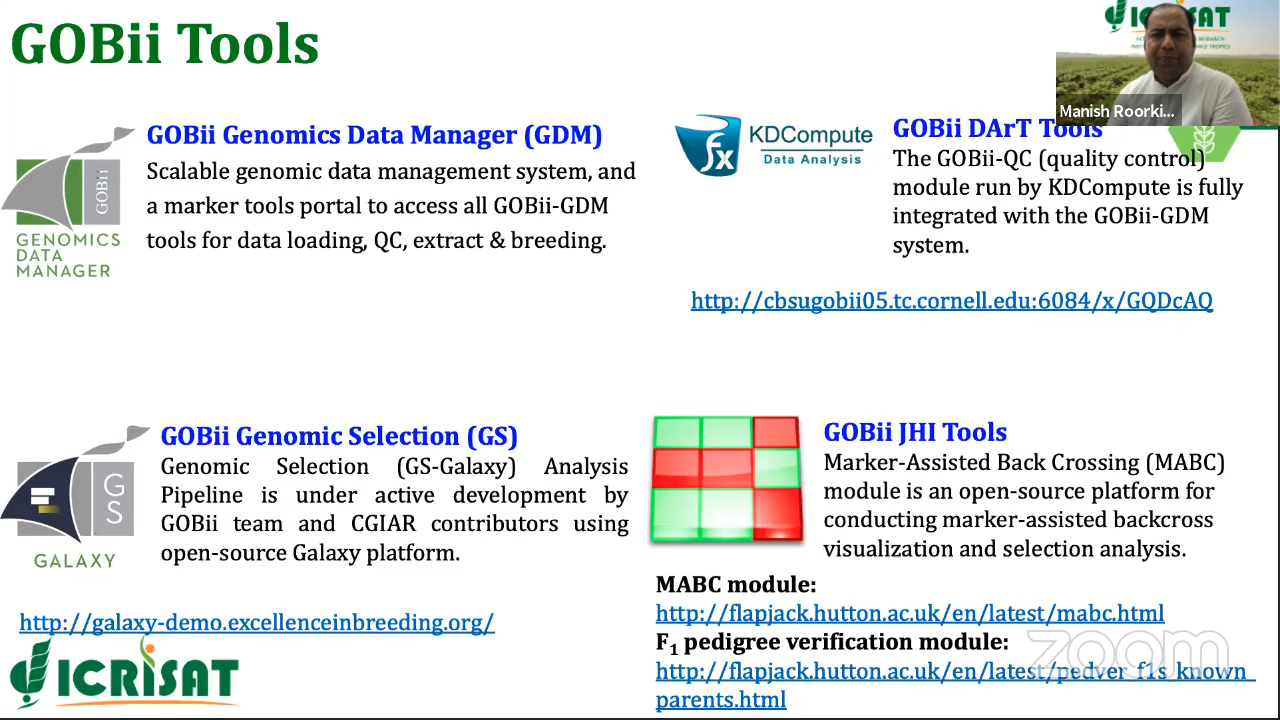 GOBii Tools
ICRISAT
Manish Roorki...
GOBii Genomics Data Manager (GDM)
Scalable genomic data management system, and
a marker tools portal to access all GOBii-GDM
tools for data loading, QC, extract & breeding.
GOBii
GENOMICS
DATA
MANAGER
fx
KDCompute
Data Analysis
GOBii DArT Tools
The GOBii-QC (quality control)
module run by KDCompute is fully
integrated with the GOBii-GDM
system.
http://cbsugobii05.tc.cornell.edu:6084/x/GQDcAQ
GOBii Genomic Selection (GS)
Genomic Selection (GS-Galaxy) Analysis
Pipeline is under active development by
GOBii team and CGIAR contributors using
open-source Galaxy platform.
G
S
GALAXY
http://galaxy-demo.excellenceinbreeding.org/
GOBii JHI Tools
Marker-Assisted Back Crossing (MABC)
module is an open-source platform for
conducting marker-assisted backcross
visualization and selection analysis.
MABC module:
http://flapjack.hutton.ac.uk/en/latest/mabc.html
F1 pedigree verification module:
http://flapjack.hutton.ac.uk/en/latest/pedver_f1s_known_
parents.html
zoom
ICRISAT